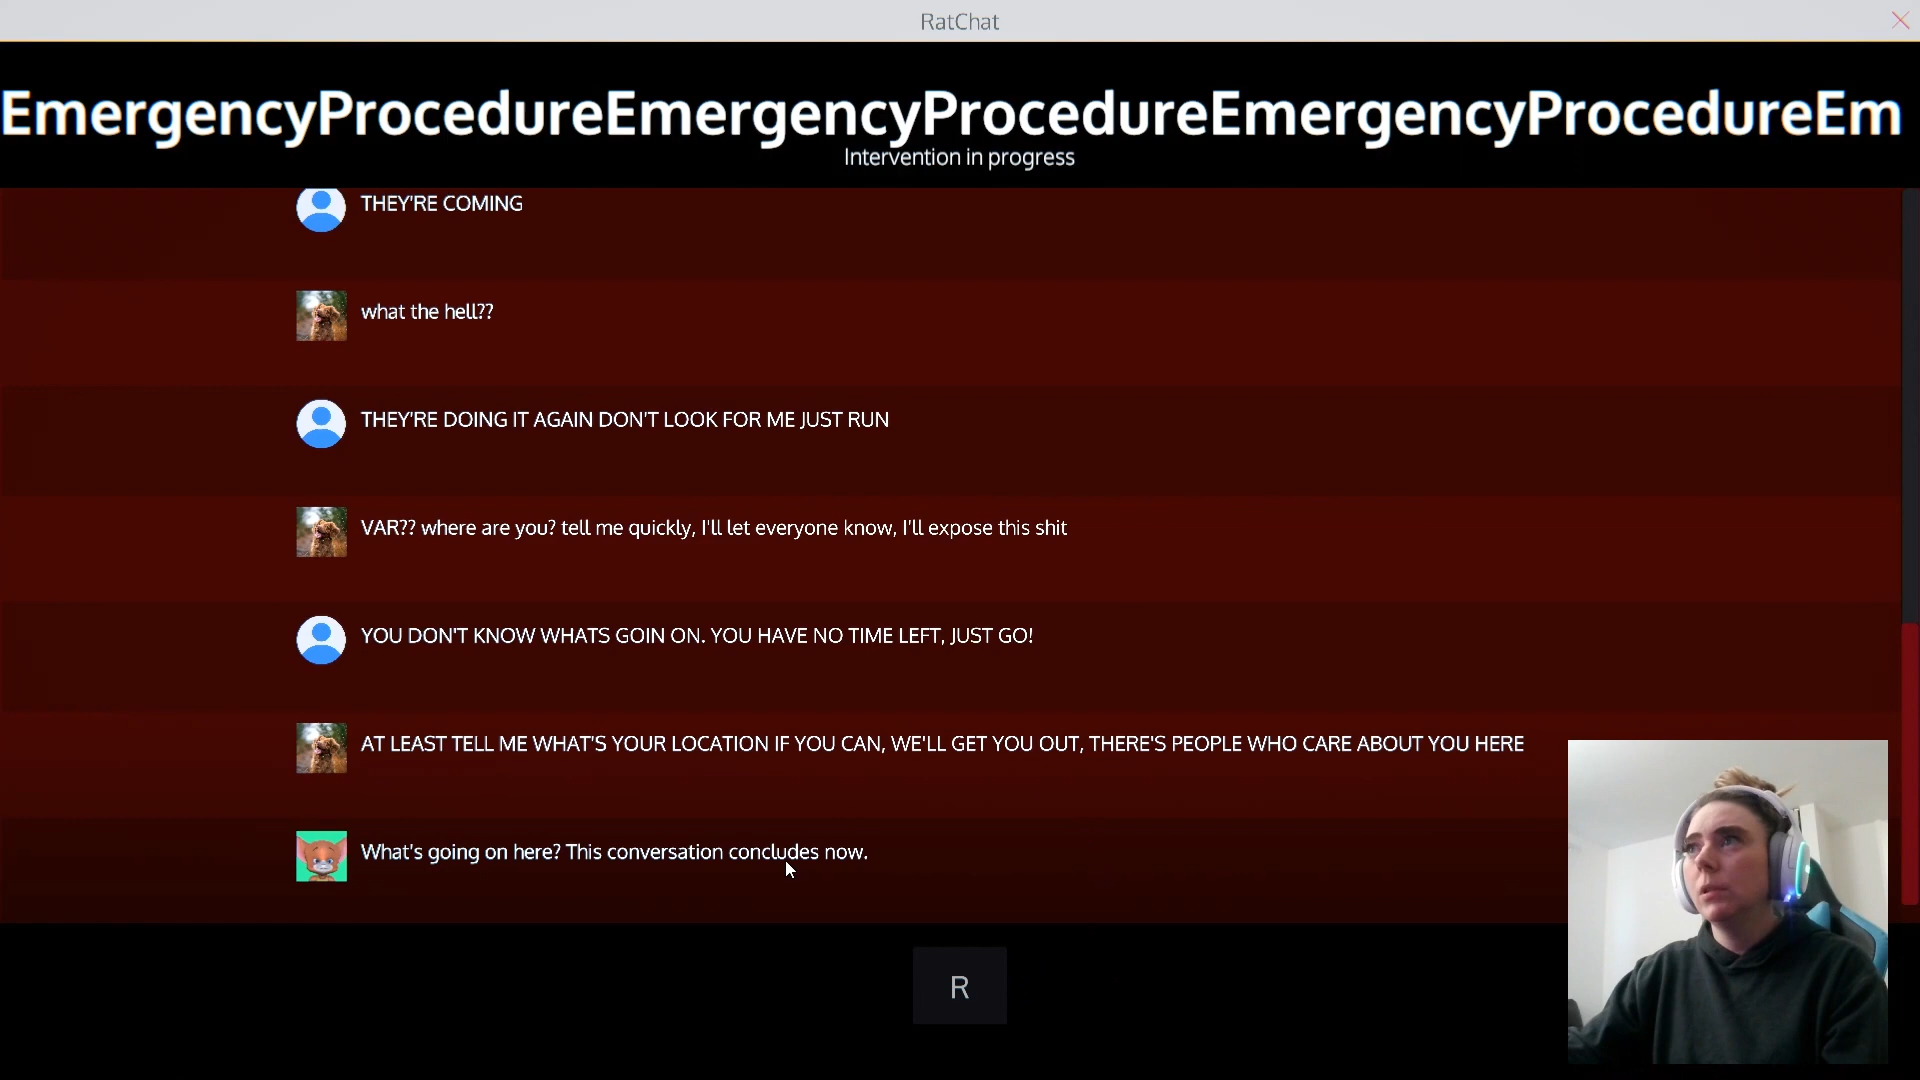 RatChat
EmergencyProcedureEmergencyProcedureEmergencyProcedureEm
Intervention in progress
THEY'RE COMING
what the hell??
THEY'RE DOING IT AGAIN DON'T LOOK FOR ME JUST RUN
VAR?? where are you? tell me quickly, I'll let everyone know, I'll expose this shit
YOU DON'T KNOW WHATS GOIN ON. YOU HAVE NO TIME LEFT, JUST GO!
AT LEAST TELL ME WHAT'S YOUR LOCATION IF YOU CAN, WE'LL GET YOU OUT, THERE'S PEOPLE WHO CARE ABOUT YOU HERE
What's going on here? This conversation concludes now.
R